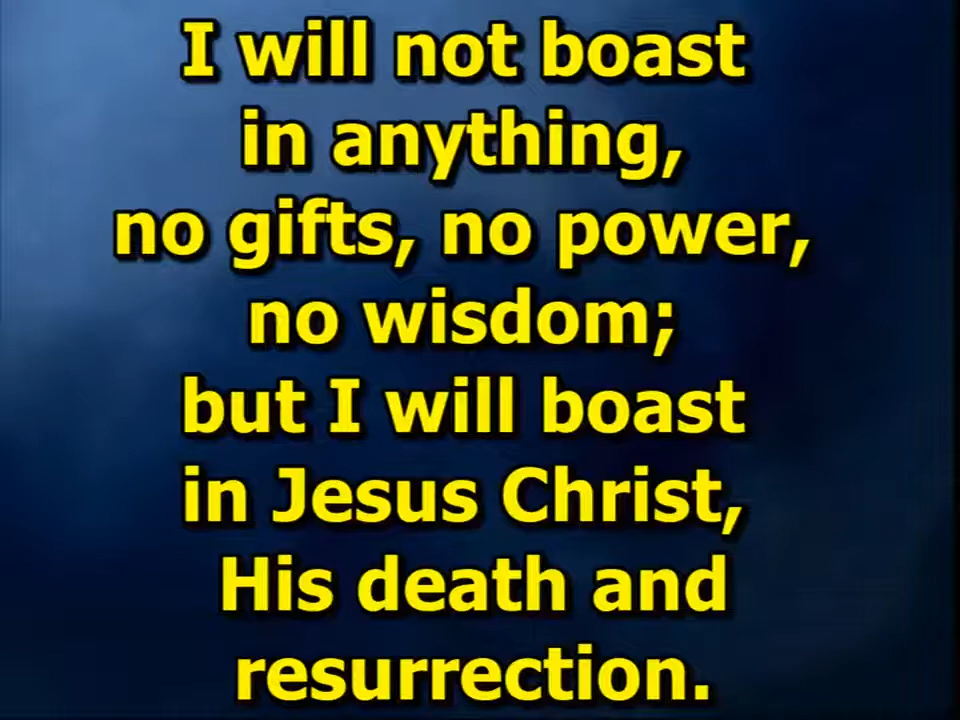 I will not boast
in anything,
no gifts, no power,
no wisdom;
but I will boast
in Jesus Christ,
His death and
resurrection.